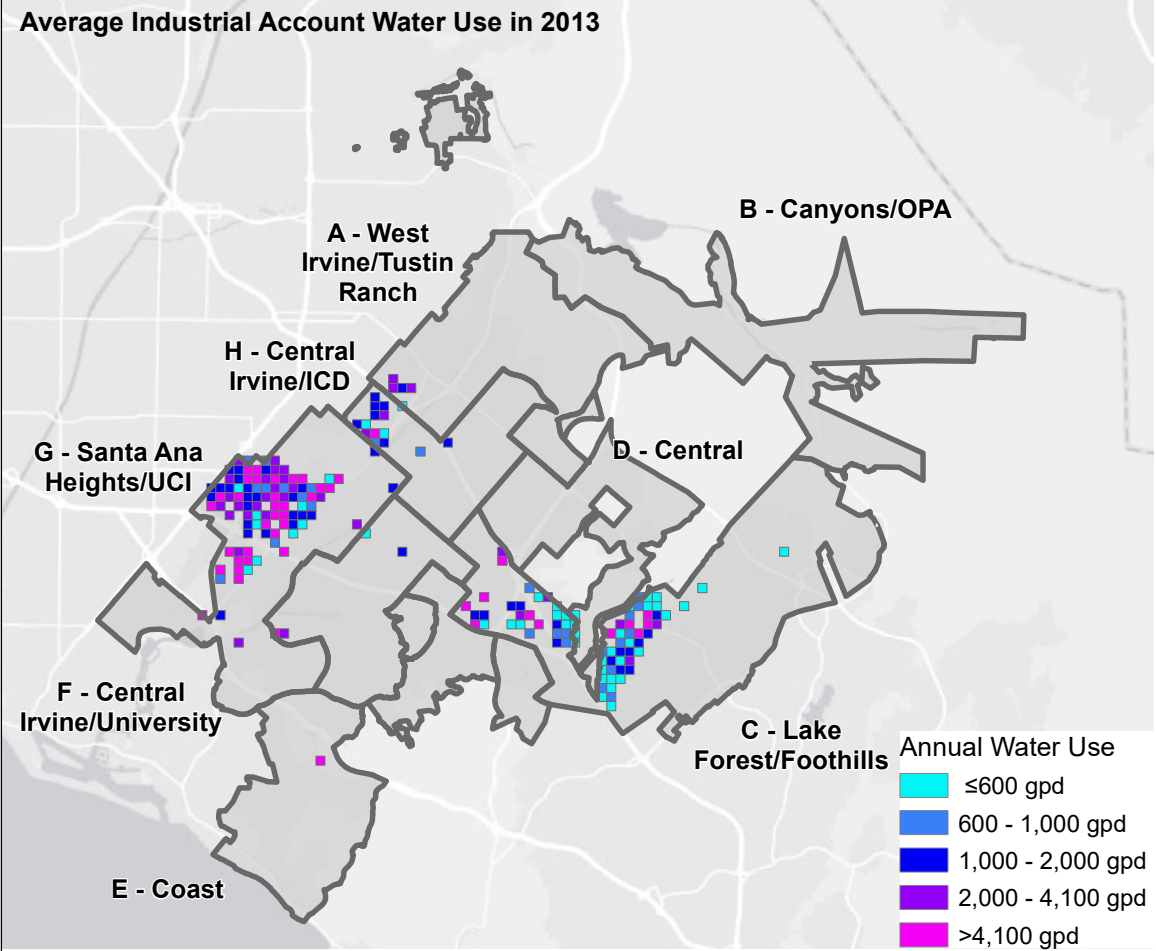 Average Industrial Account Water Use in 2013
B - Canyons/OPA
A - West
Irvine/Tustin
Ranch
H - Central
Irvine/ICD
G - Santa Ana
Heights/UCI
D - Central
F - Central
Irvine/University
C - Lake
Forest/Foothills
E - Coast
Annual Water Use
≤600 gpd
600 - 1,000 gpd
1,000 - 2,000 gpd
2,000 - 4,100 gpd
>4,100 gpd